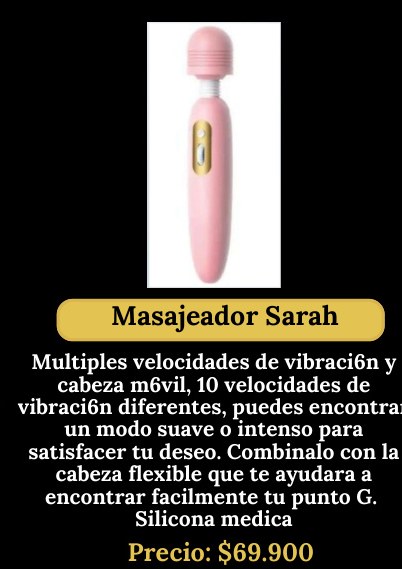 Masajeador Sarah
Multiples velocidades de vibraci6n y
cabeza m6vil, 10 velocidades de
vibraci6n diferentes, puedes encontrar
un modo suave o intenso para
satisfacer tu deseo. Combinalo con la
cabeza flexible que te ayudara a
encontrar facilmente tu punto G.
Silicona medica
Precio: $69.900